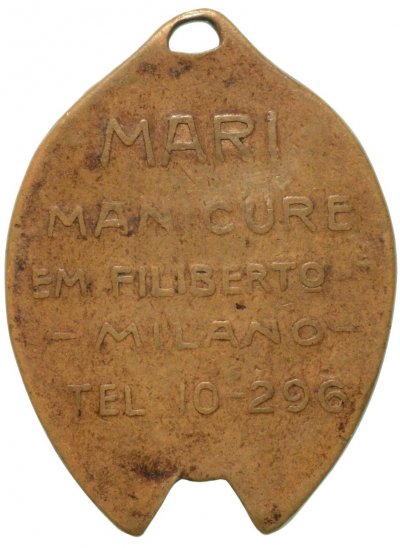 MARI
MANICURE
EM FILIBERTO
- MILANO -
TEL 10-296